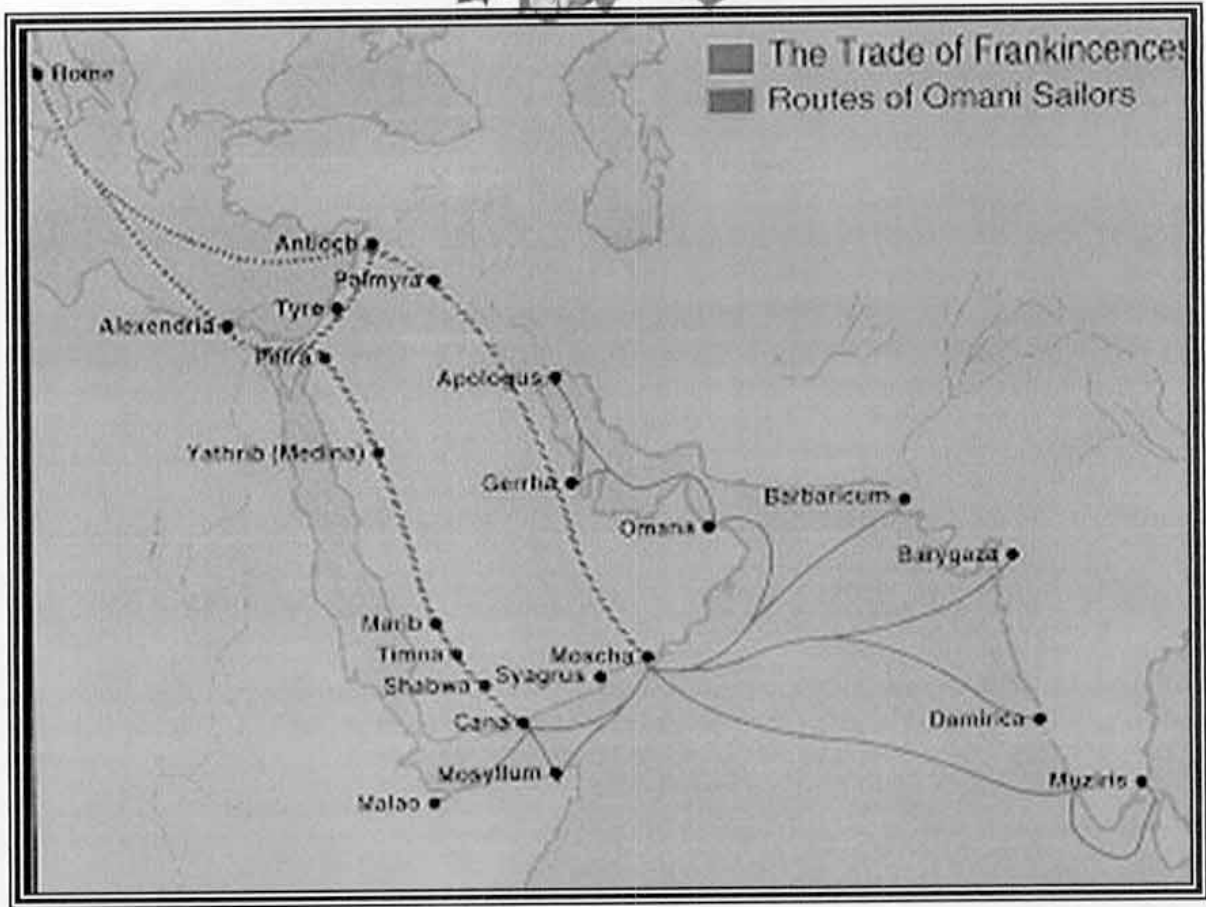 The Trade of Frankincences
Routes of Omani Sailors
Rome
Antioch
Palmyra
Tyre
Alexendria
Petra
Apologus
Yathrib (Medina)
Gerrha
Barbaricum
Omana
Barygaza
Marib
Timna
Moscha
Syagrus
Shabwa
Cana
Damirica
Mosyllum
Muziris
Malao